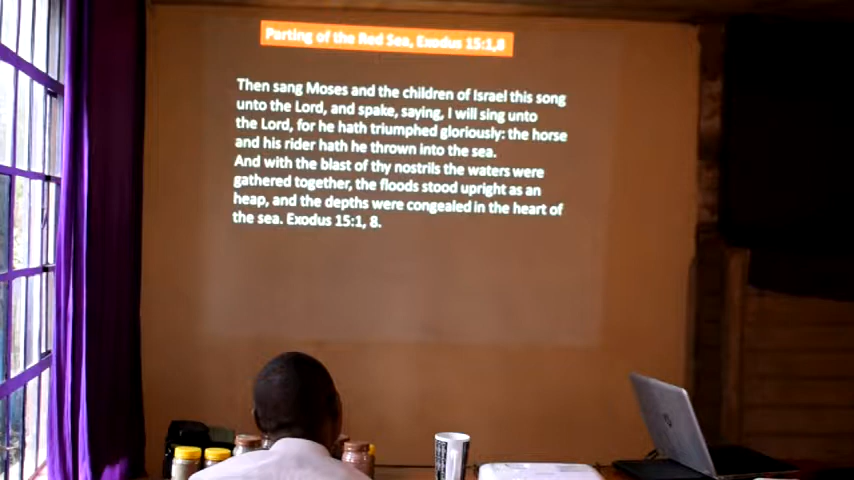 Parting of the Red Sea, Exodus 15:1,8
Then sang Moses and the children of Israel this song
unto the Lord, and spake, saying, I will sing unto
the Lord, for he hath triumphed gloriously: the horse
and his rider hath he thrown into the sea.
And with the blast of thy nostrils the waters were
gathered together, the floods stood upright as an
heap, and the depths were congealed in the heart of
the sea. Exodus 15:1, 8.